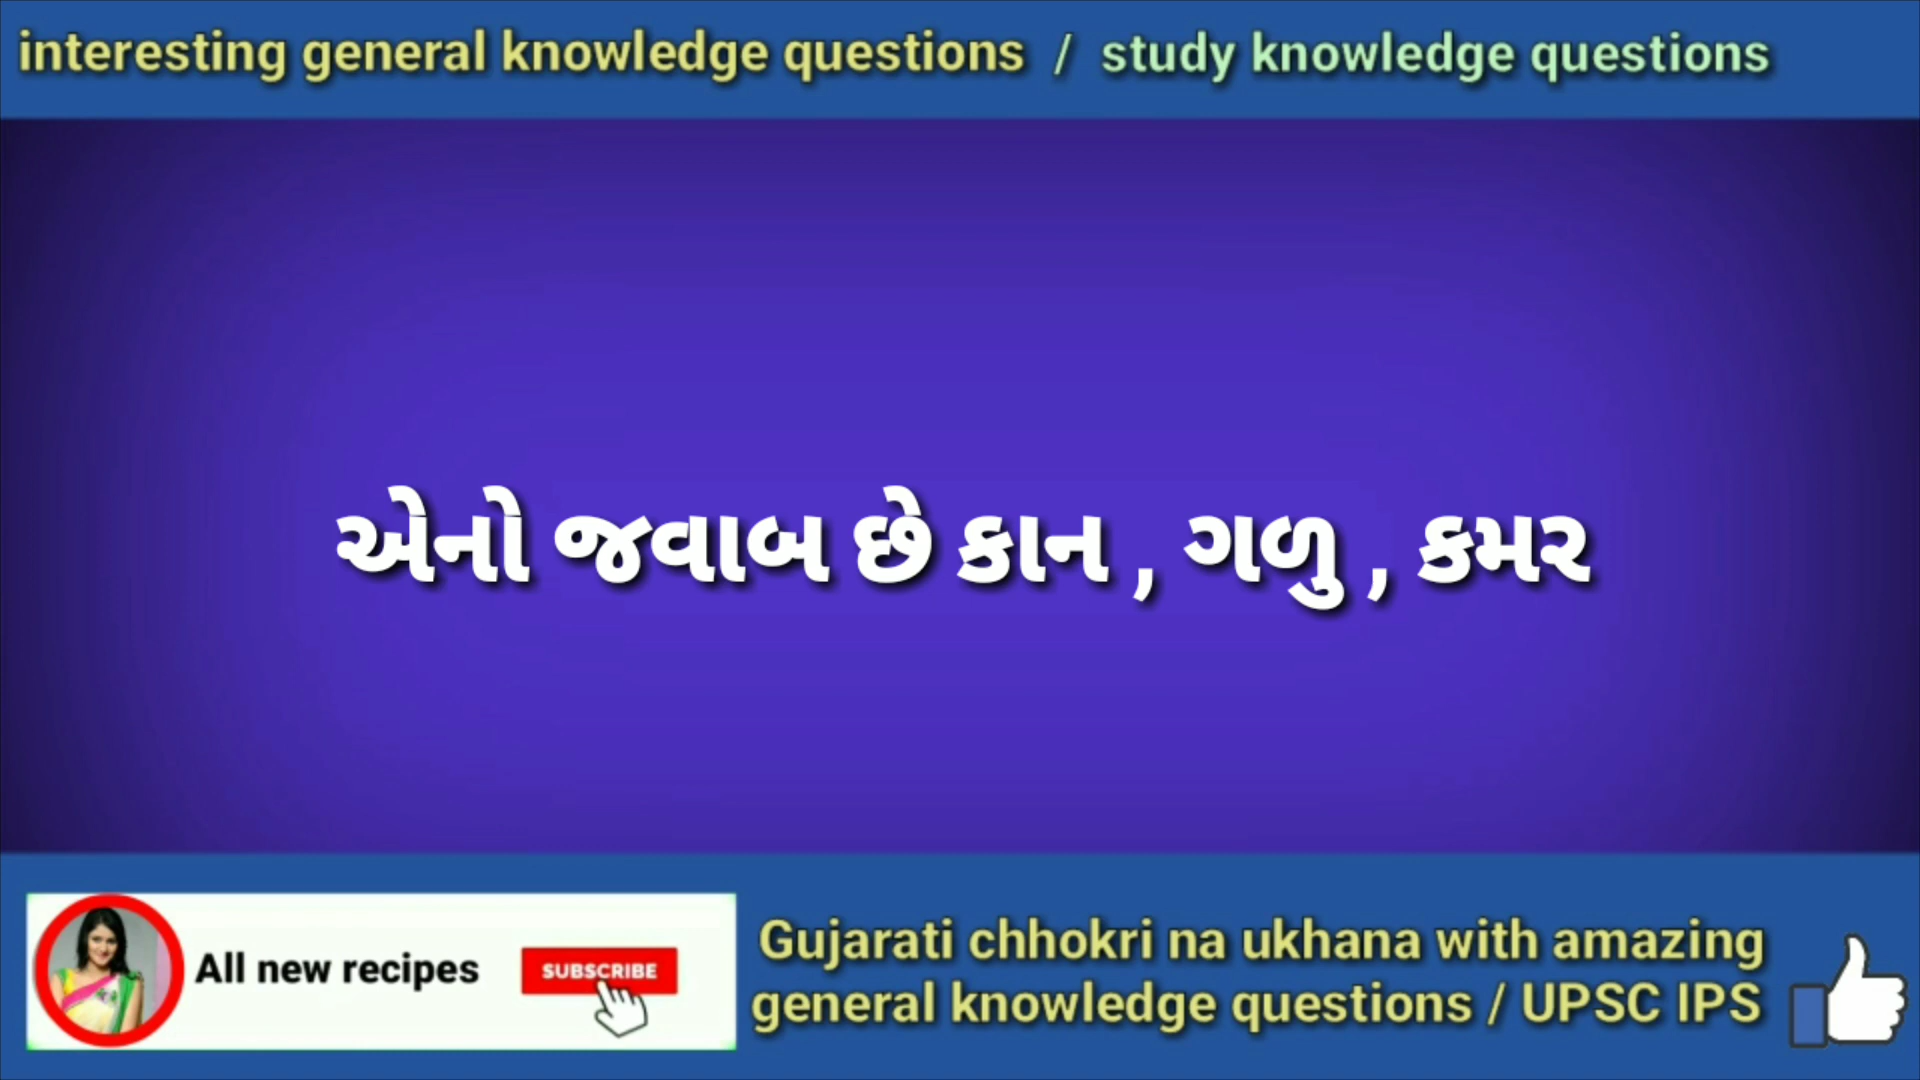 interesting general knowledge questions / study knowledge questions
એનો જવાબ છે કાન , ગળુ , કમર
All new recipes
SUBSCRIBE
Gujarati chhokri na ukhana with amazing
general knowledge questions / UPSC IPS